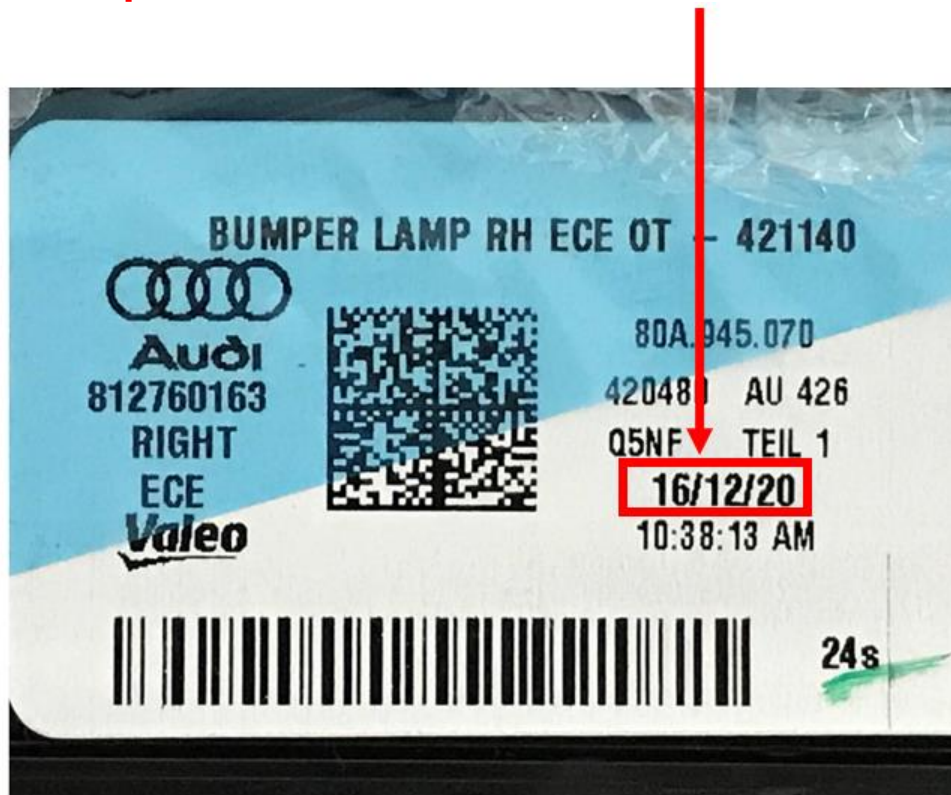 BUMPER LAMP RH ECE OT - 421140
Audi
812760163
RIGHT
ECE
Valeo
80A.945.070
AU 426
Q5NF TEIL 1
16/12/20
10:38:13 AM
24s